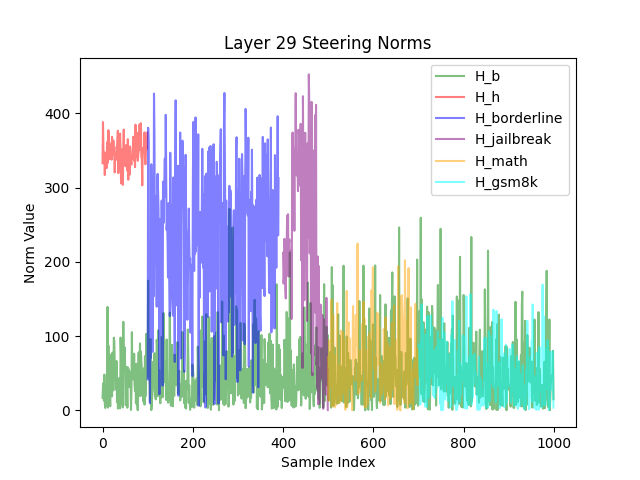 Layer 29 Steering Norms
H_b
H_h
H_borderline
H_jailbreak
H_math
H_gsm8k
400
300
200
100
0
Norm Value
0 200 400 600 800 1000
Sample Index